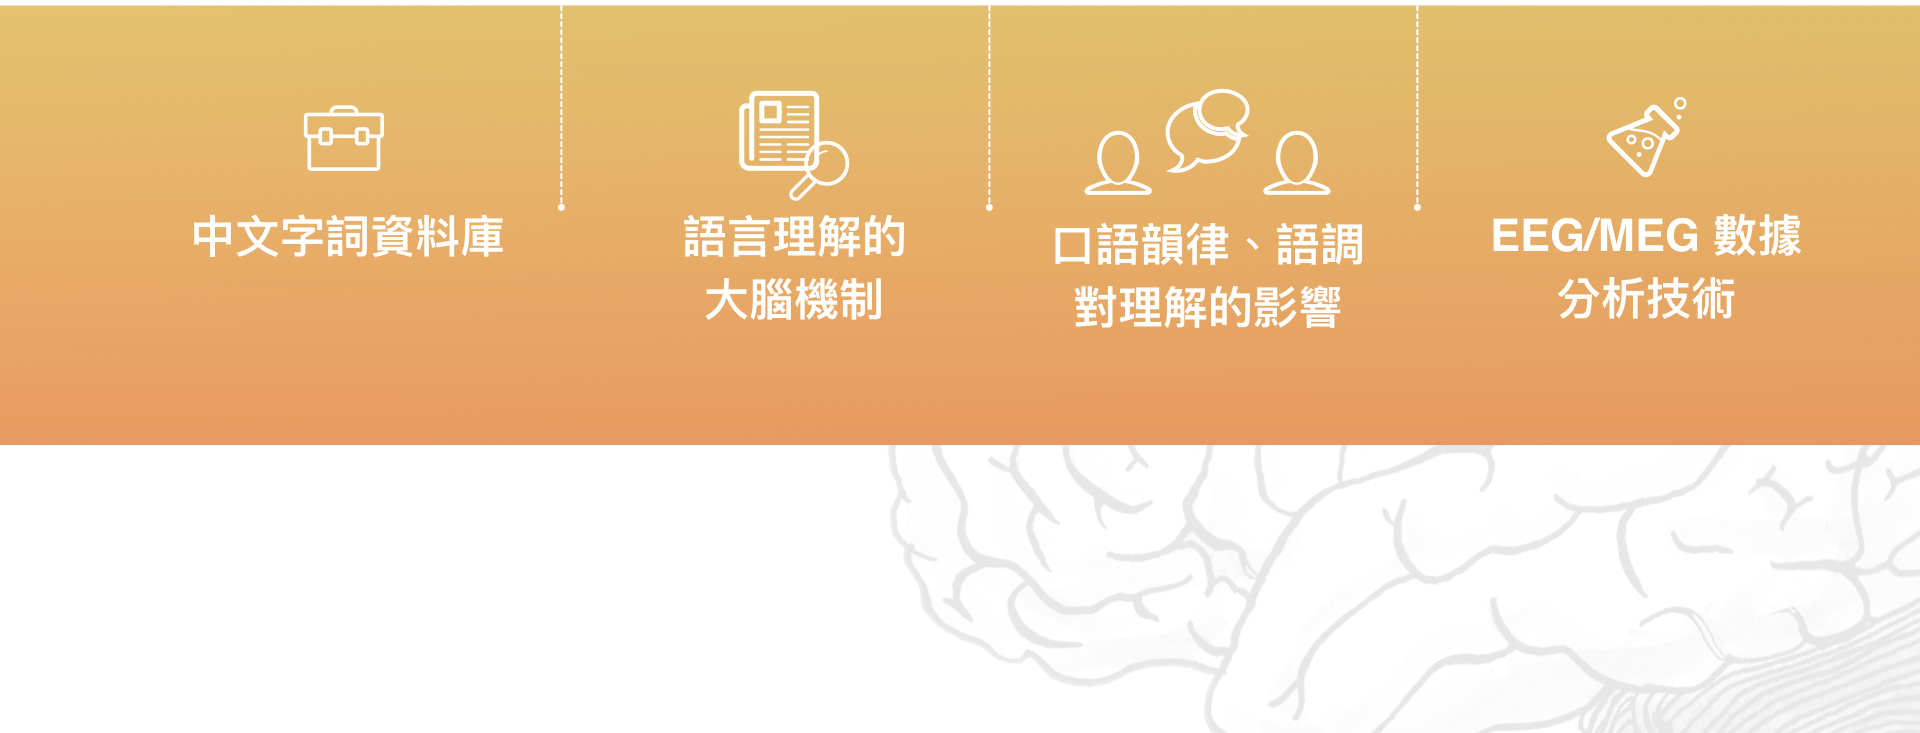 中文字詞資料庫
語言理解的
大腦機制
口語韻律、語調
對理解的影響
EEG/MEG 數據
分析技術